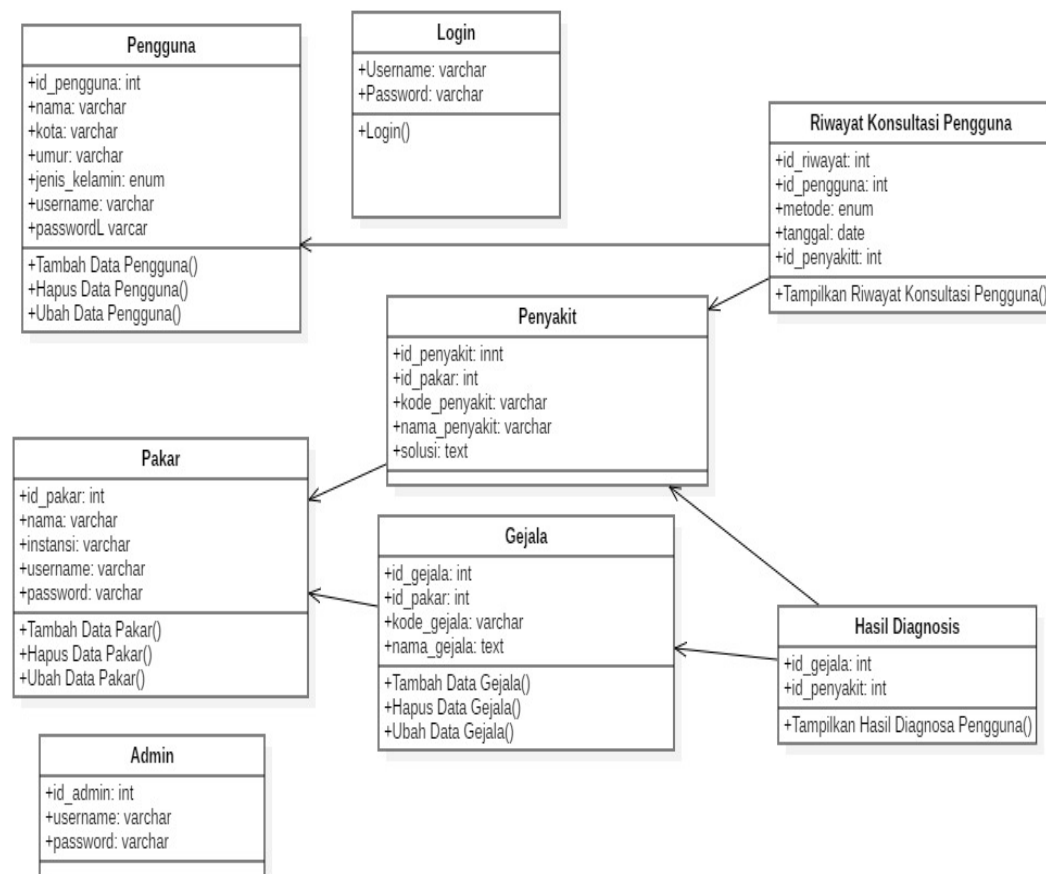 Pengguna
+id_pengguna: int
+nama: varchar
+kota: varchar
+umur: varchar
+jenis_kelamin: enum
+username: varchar
+passwordL varcar
+Tambah Data Pengguna()
+Hapus Data Pengguna()
+Ubah Data Pengguna()
Login
+Username: varchar
+Password: varchar
+Login()
Riwayat Konsultasi Pengguna
+id_riwayat: int
+id_pengguna: int
+metode: enum
+tanggal: date
+id_penyakitt: int
+Tampilkan Riwayat Konsultasi Pengguna()
Penyakit
+id_penyakit: innt
+id_pakar: int
+kode_penyakit: varchar
+nama_penyakit: varchar
+solusi: text
Pakar
+id_pakar: int
+nama: varchar
+instansi: varchar
+username: varchar
+password: varchar
+Tambah Data Pakar()
+Hapus Data Pakar()
+Ubah Data Pakar()
Gejala
+id_gejala: int
+id_pakar: int
+kode_gejala: varchar
+nama_gejala: text
+Tambah Data Gejala()
+Hapus Data Gejala()
+Ubah Data Gejala()
Hasil Diagnosis
+id_gejala: int
+id_penyakit: int
+Tampilkan Hasil Diagnosa Pengguna()
Admin
+id_admin: int
+username: varchar
+password: varchar